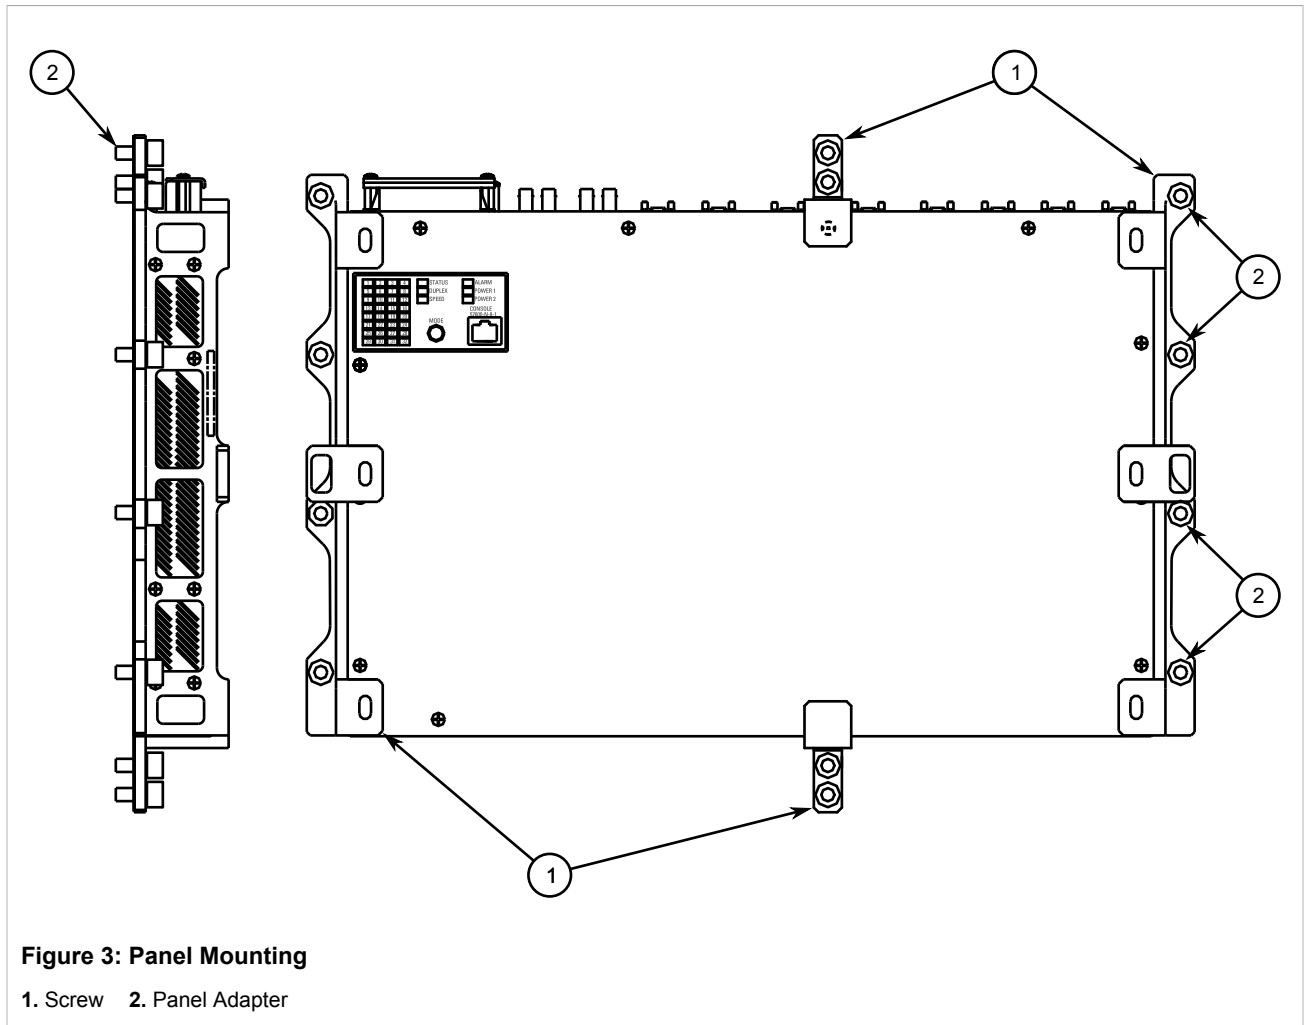 2
1
STATUS
ALARM
DUPLEX
POWER 1
SPEED
POWER 2
MODE
CONSOLE
2
2
1
Figure 3: Panel Mounting
1. Screw 2. Panel Adapter